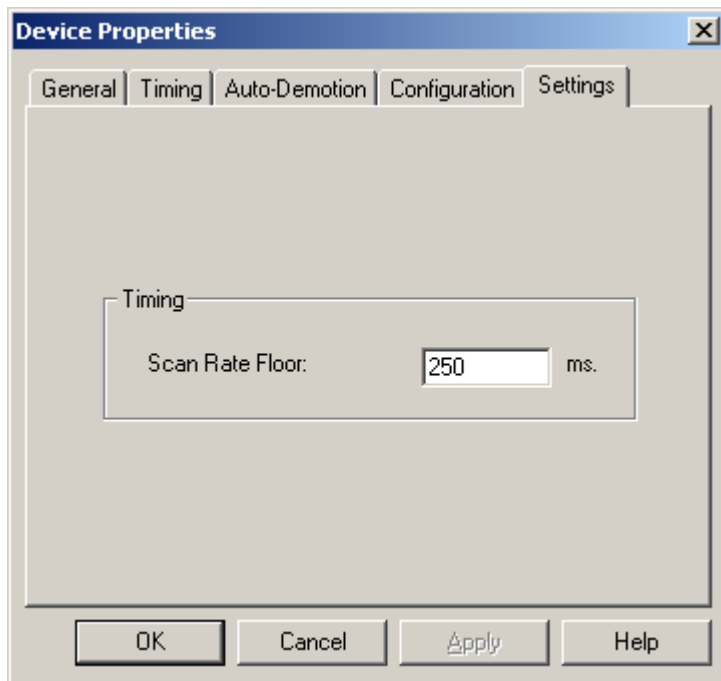 Device Properties
General Timing Auto-Demotion Configuration Settings
Timing
Scan Rate Floor: 250 ms.
OK Cancel Apply Help